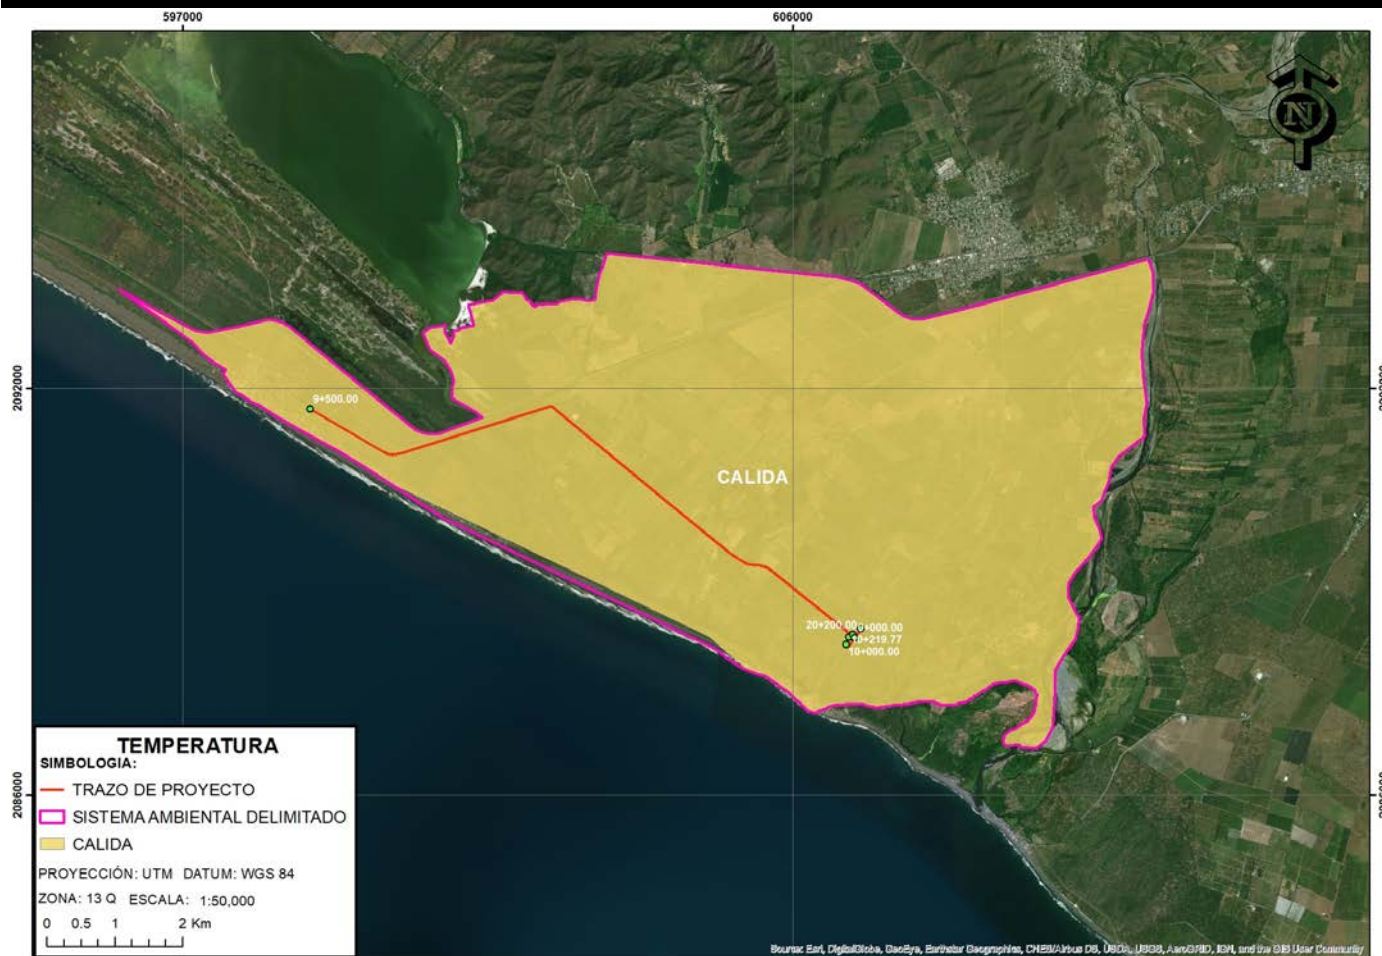 597000 606000
N
2092000
9+500.00
CALIDA
20+200.00 0+000.00
10+219.77
10+000.00
TEMPERATURA
SIMBOLOGIA:
TRAZO DE PROYECTO
SISTEMA AMBIENTAL DELIMITADO
CALIDA
PROYECCIÓN: UTM DATUM: WGS 84
ZONA: 13 Q ESCALA: 1:50,000
0 0.5 1 2 Km
2086000
Source: Esri, DigitalGlobe, GeoEye, Earthstar Geographics, CNES/Airbus DS, USDA, USGS, AeroGRID, IGN, and the GIS User Community